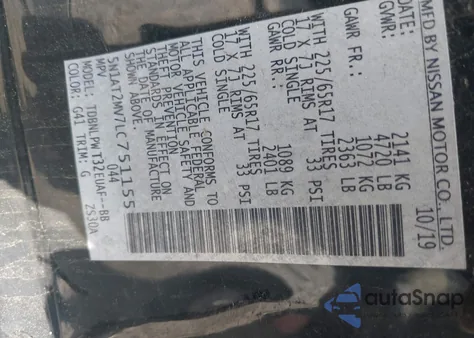 MFD BY NISSAN MOTOR CO., LTD.
DATE: 10/19
GVWR: 2141 KG
4720 LB
GAWR FR: 1072 KG
2363 LB
WITH 225/65R17 TIRES
17 X 7J RIMS AT 33 PSI
COLD SINGLE
GAWR RR: 1089 KG
2401 LB
WITH 225/65R17 TIRES
17 X 7J RIMS AT 33 PSI
COLD SINGLE
THIS VEHICLE CONFORMS TO
ALL APPLICABLE FEDERAL
MOTOR VEHICLE SAFETY AND
THEFT PREVENTION
STANDARDS IN EFFECT ON
THE DATE OF MANUFACTURE
SHOWN ABOVE.
5N1AT2MV7LC751155
MPV 044
MODEL: TDBNLPWT32EUAF--BB
COLOR: G41 TRIM: G 2S30A
autoSnap